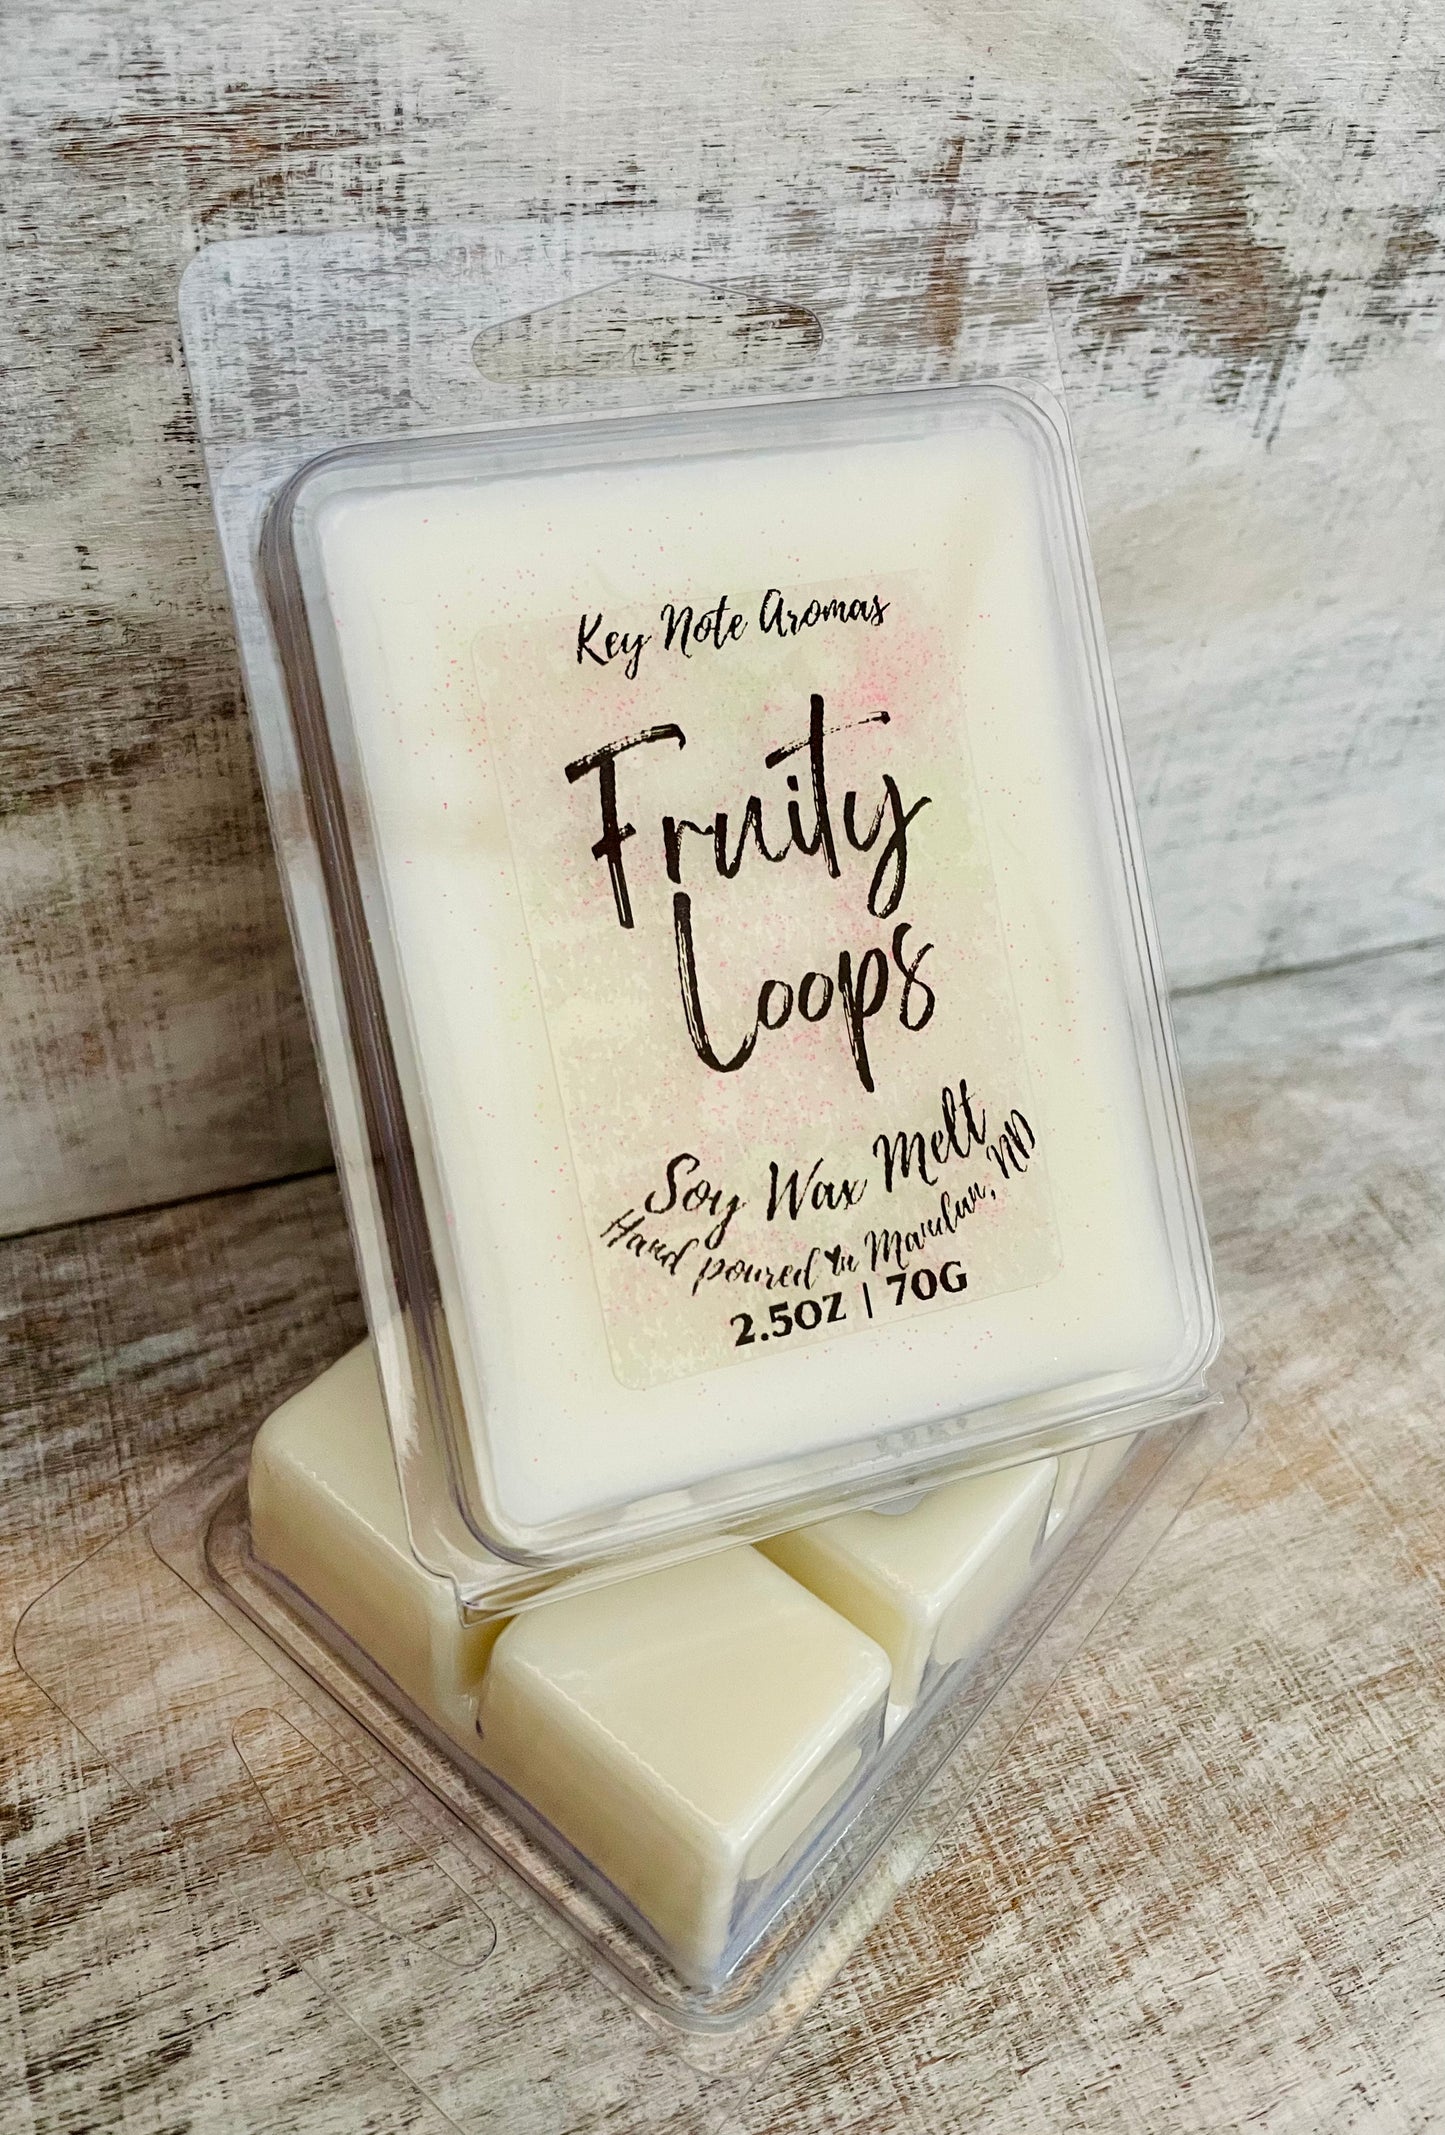 Key Note Aromas
Fruity
Loops
Soy Wax Melt
Hand poured in Mandan, ND
2.5OZ | 70G